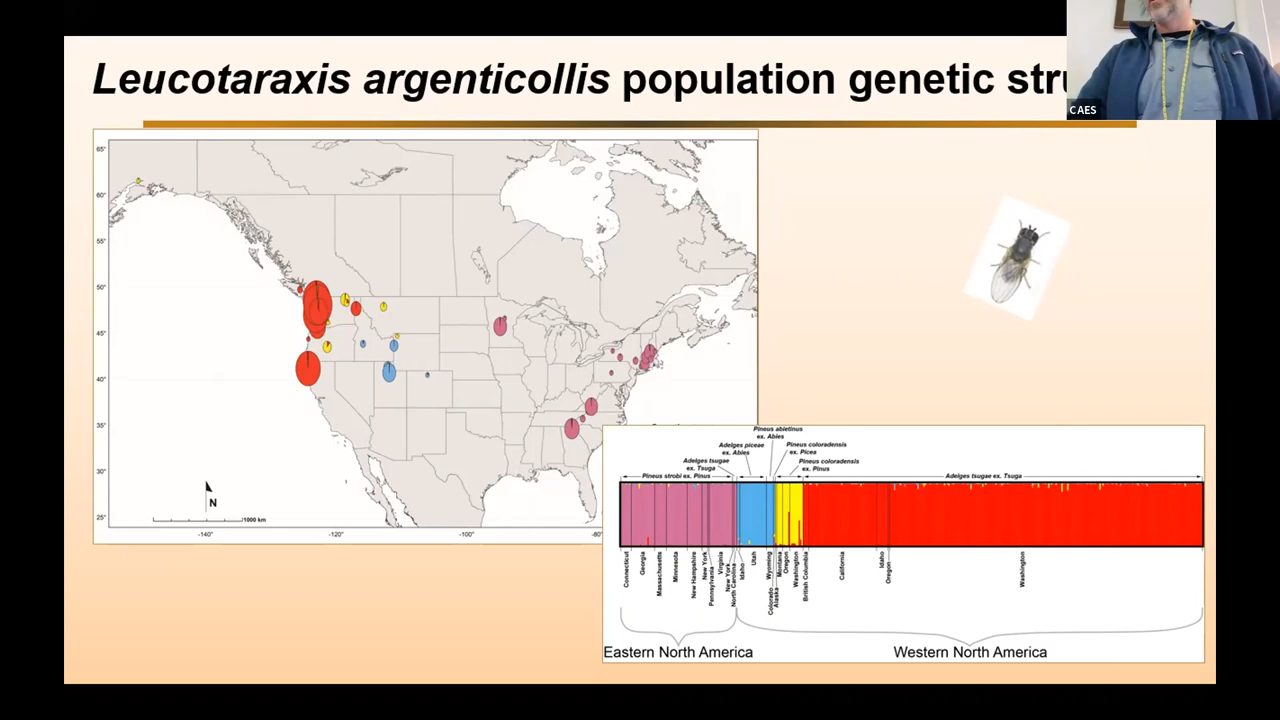 Leucotaraxis argenticollis population genetic stru
CAES
65°
60°
55°
50°
45°
40°
35°
30°
25°
N
1000 km
-140°
-120°
-100°
-80°
Pineus abietinus
ex. Abies
Adelges piceae
ex. Abies
Pineus coloradensis
ex. Picea
Adelges tsugae
ex. Tsuga
Pineus coloradensis
ex. Pinus
Pineus strobi ex. Pinus
Adelges tsugae ex. Tsuga
Connecticut
Georgia
Massachusetts
Minnesota
New Hampshire
New York
Pennsylvania
Virginia
New York
North Carolina
Idaho
Utah
Wyoming
Colorado
Alaska
Montana
Oregon
Washington
British Columbia
California
Idaho
Oregon
Washington
Eastern North America
Western North America